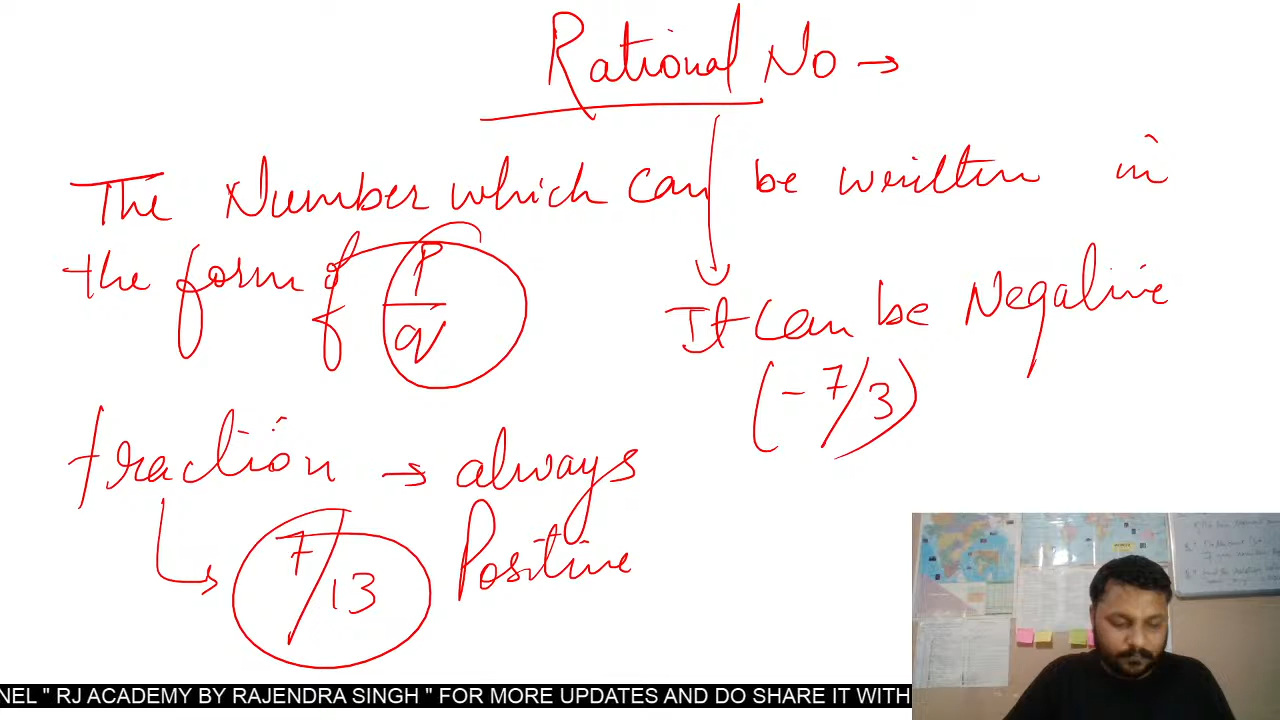 Rational No →
The Number which can be written in
the form of P/q
It can be Negative
(-7/3)
fraction → always
Positive
7/13
NEL " RJ ACADEMY BY RAJENDRA SINGH " FOR MORE UPDATES AND DO SHARE IT WITH